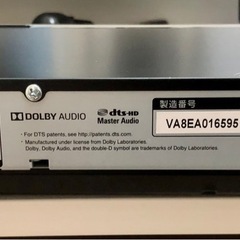 DOLBY AUDIO
dts-HD
Master Audio
製造番号
VA8EA016595
• For DTS patents, see http://patents.dts.com.
• Manufactured under license from Dolby Laboratories.
Dolby, Dolby Audio, and the double-D symbol are trademarks of Dolby Laboratories.